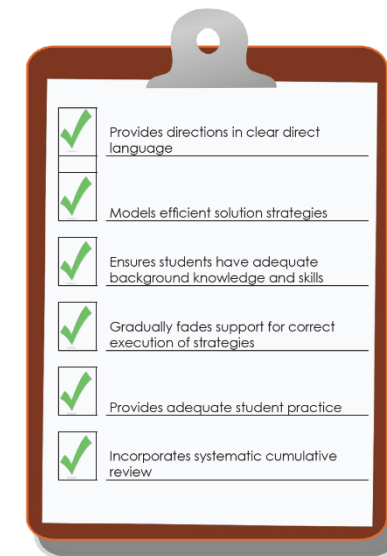 Provides directions in clear direct
language
Models efficient solution strategies
Ensures students have adequate
background knowledge and skills
Gradually fades support for correct
execution of strategies
Provides adequate student practice
Incorporates systematic cumulative
review